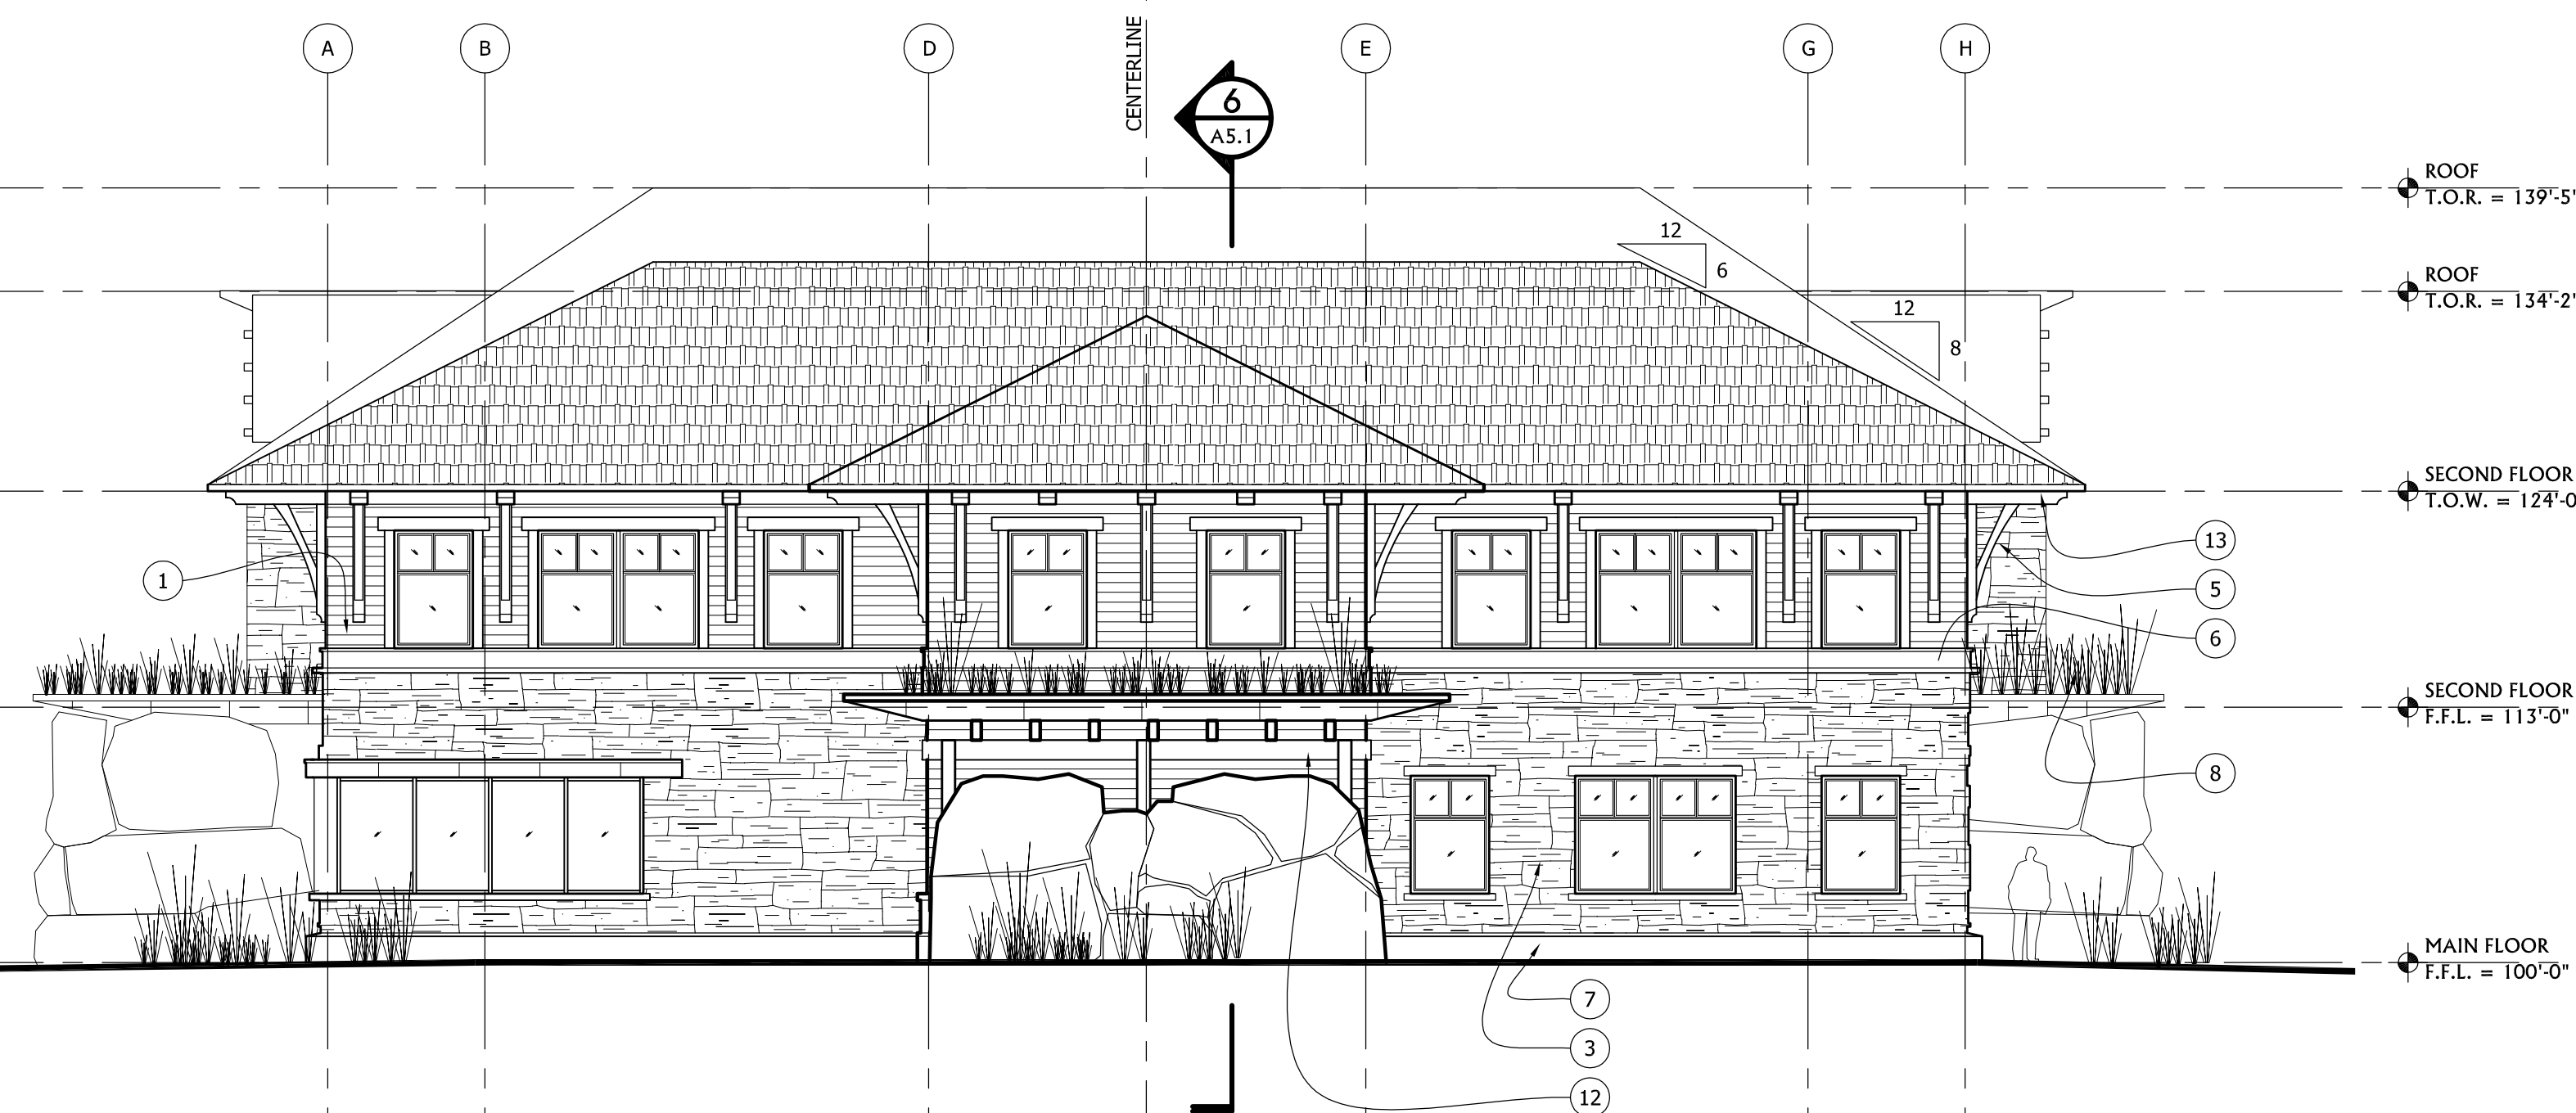 A
B
D
CENTERLINE
E
G
H
6
A5.1
ROOF
T.O.R. = 139'-5'
12
6
ROOF
T.O.R. = 134'-2'
12
8
SECOND FLOOR
T.O.W. = 124'-0
13
1
5
6
SECOND FLOOR
F.F.L. = 113'-0"
8
MAIN FLOOR
F.F.L. = 100'-0"
7
3
12